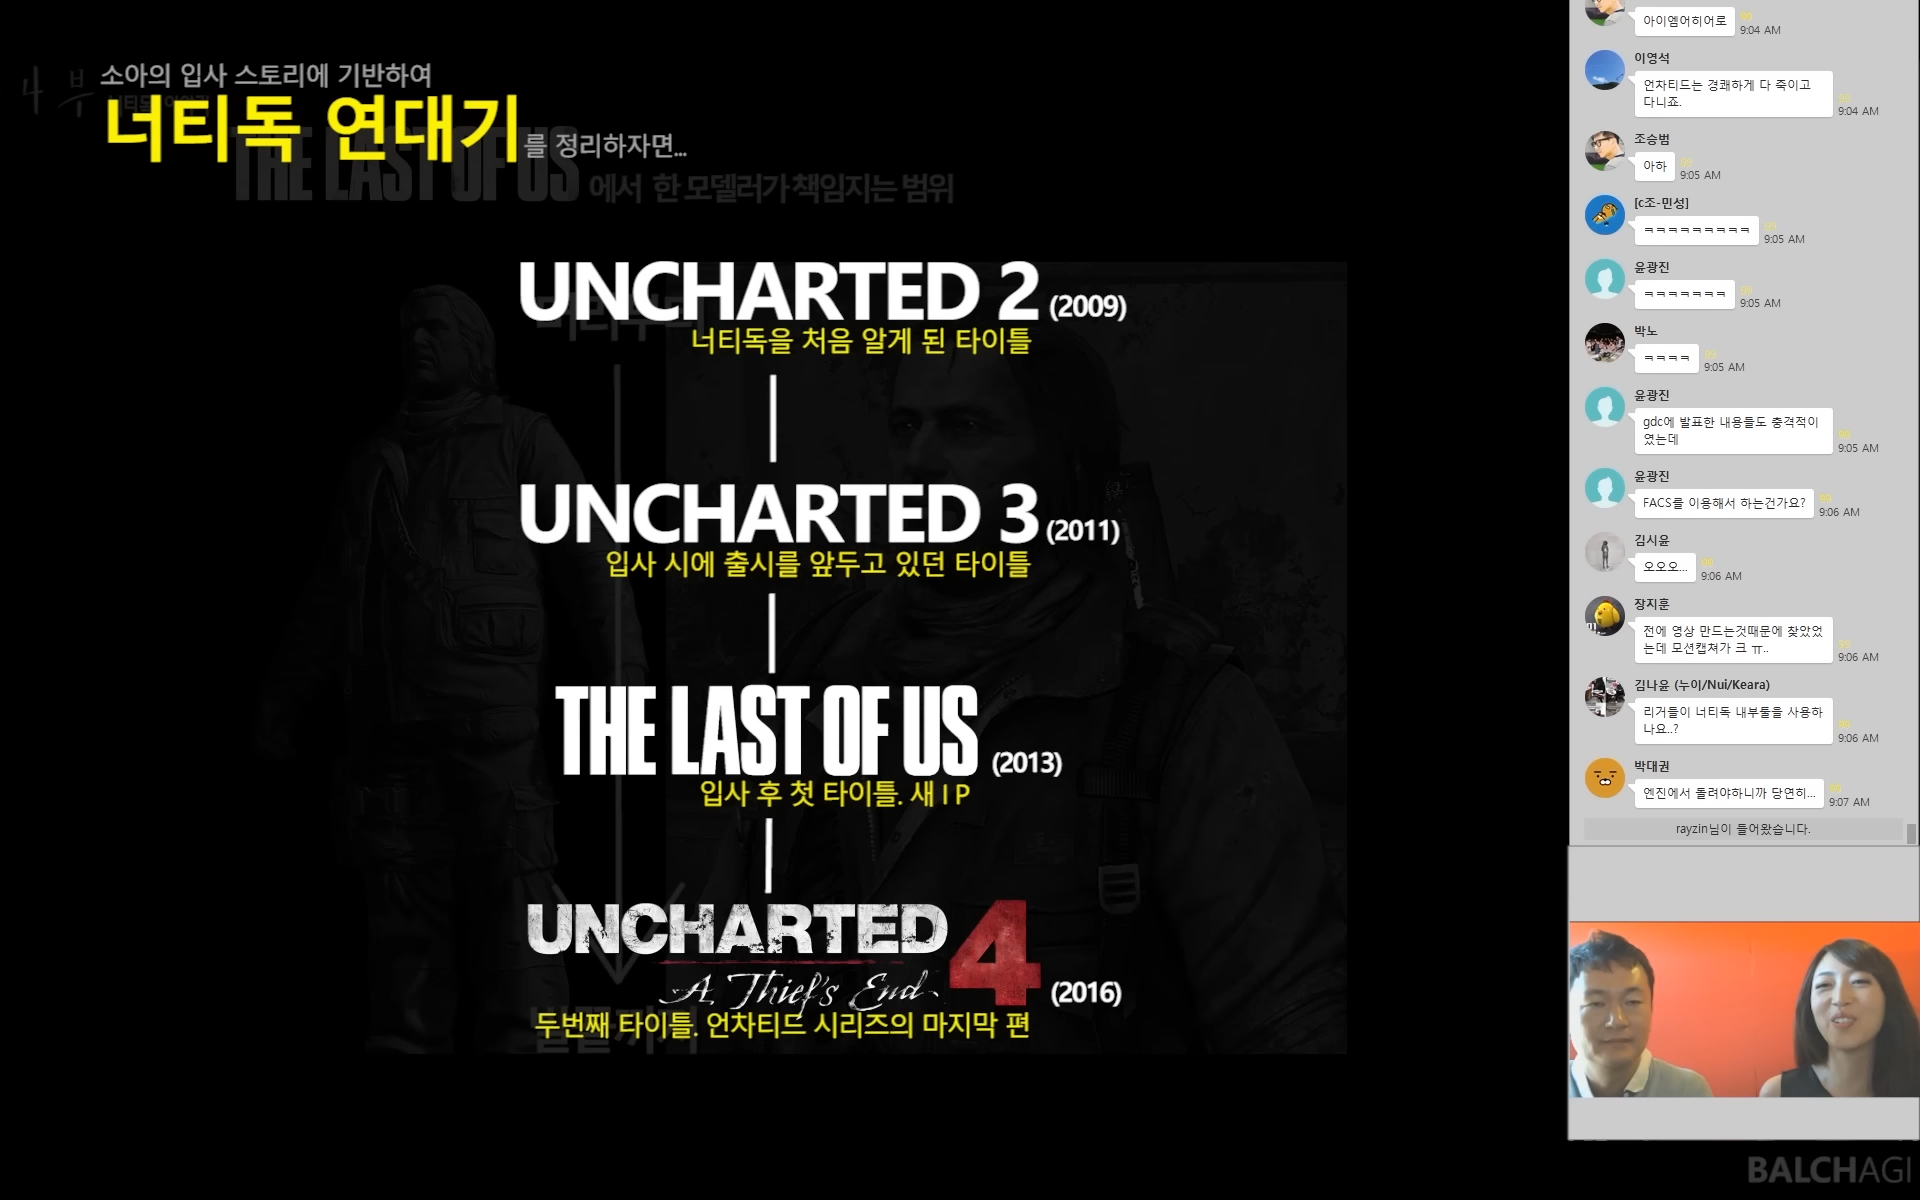 소아의 입사 스토리에 기반하여
4부
너티독 연대기를 정리하자면...
THE LAST OF US 에서 한 모델러가 책임지는 범위
UNCHARTED 2 (2009)
너티독을 처음 알게 된 타이틀
UNCHARTED 3 (2011)
입사 시에 출시를 앞두고 있던 타이틀
THE LAST OF US (2013)
입사 후 첫 타이틀. 새 IP
UNCHARTED 4
A Thief's End (2016)
두번째 타이틀. 언차티드 시리즈의 마지막 편
아이엠어히어로
99
9:04 AM
이영석
언차티드는 경쾌하게 다 죽이고
다니죠.
99
9:04 AM
조승범
아하
99
9:05 AM
[c조-민성]
ㅋㅋㅋㅋㅋㅋㅋㅋㅋ
99
9:05 AM
윤광진
ㅋㅋㅋㅋㅋㅋㅋ
99
9:05 AM
박노
ㅋㅋㅋㅋ
99
9:05 AM
윤광진
gdc에 발표한 내용들도 충격적이
였는데
99
9:05 AM
윤광진
FACS를 이용해서 하는건가요?
99
9:06 AM
김시윤
오오오...
99
9:06 AM
장지훈
전에 영상 만드는것때문에 찾았었
는데 모션캡쳐가 크 ㅠ..
99
9:06 AM
김나윤 (누이/Nui/Keara)
리거들이 너티독 내부툴을 사용하
나요..?
99
9:06 AM
박대권
엔진에서 돌려야하니까 당연히...
99
9:07 AM
rayzin님이 들어왔습니다.
BALCHAGI